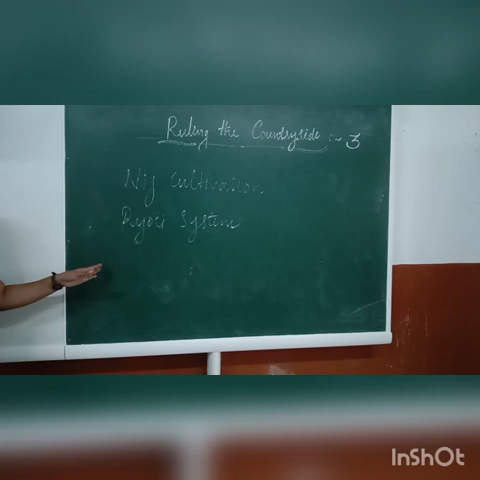 Ruling the Countryside :- 3
Nij Cultivation
Ryoti System
InShOt